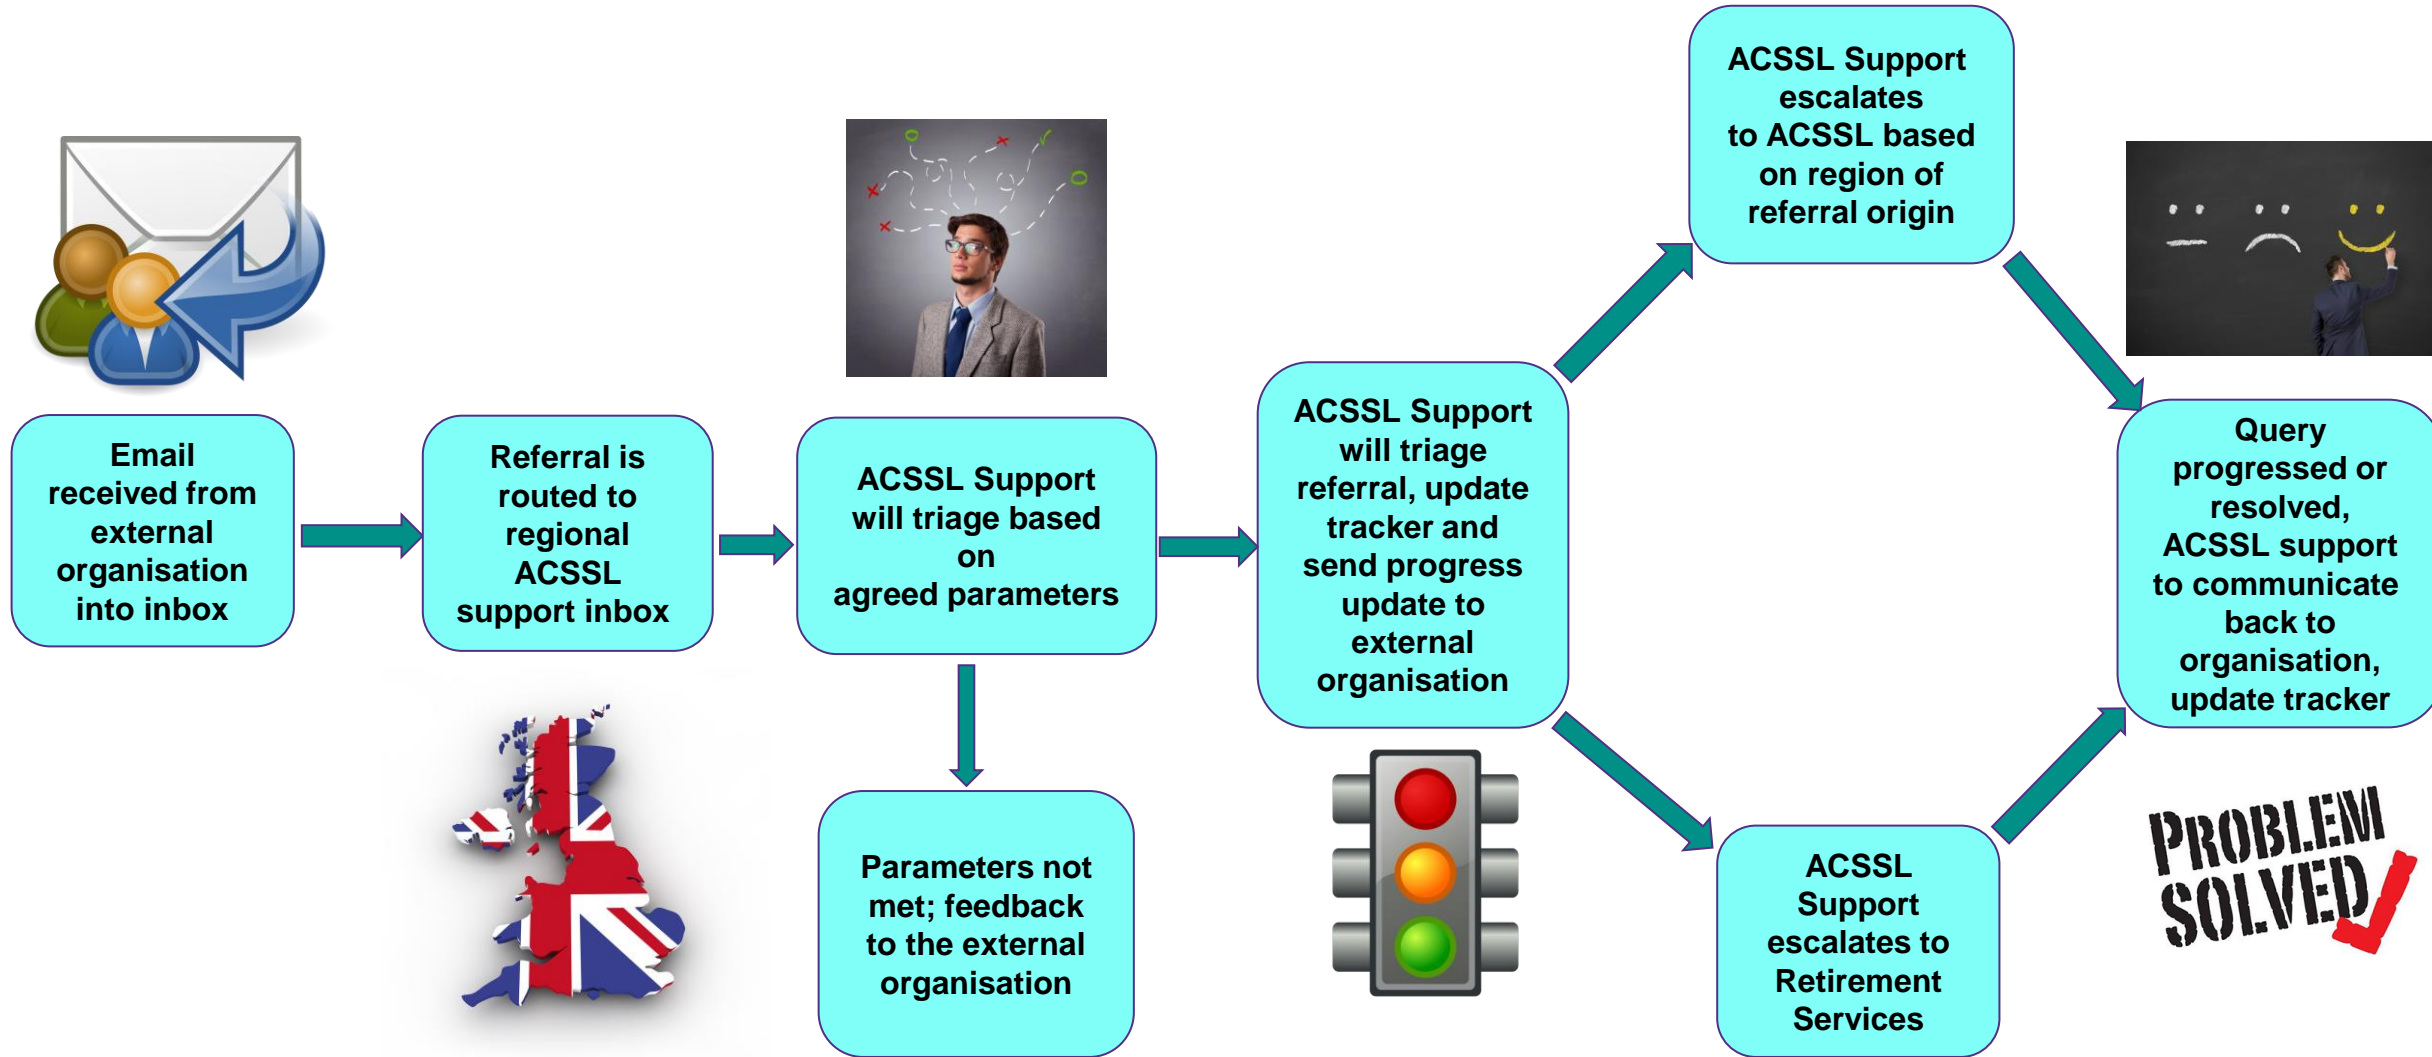 Email
received from
external
organisation
into inbox
Referral is
routed to
regional
ACSSL
support inbox
ACSSL Support
will triage based
on
agreed parameters
Parameters not
met; feedback
to the external
organisation
ACSSL Support
will triage
referral, update
tracker and
send progress
update to
external
organisation
ACSSL Support
escalates
to ACSSL based
on region of
referral origin
ACSSL
Support
escalates to
Retirement
Services
Query
progressed or
resolved,
ACSSL support
to communicate
back to
organisation,
update tracker
PROBLEM
SOLVED